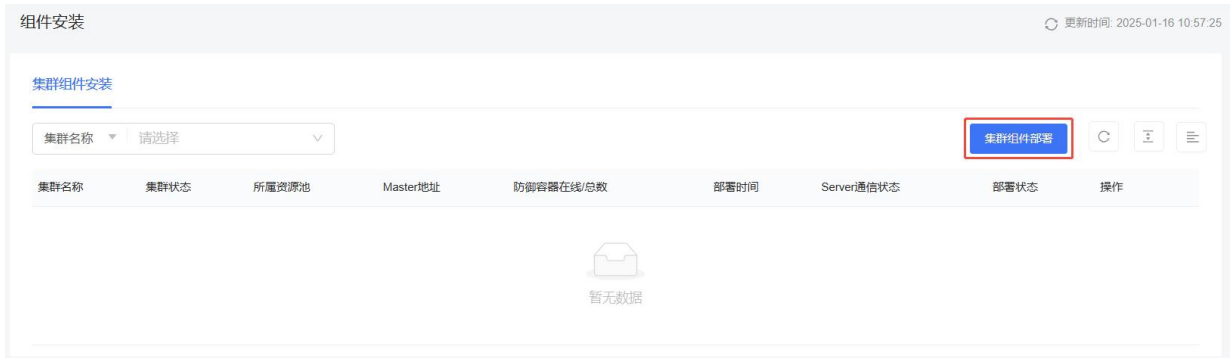 组件安装
更新时间: 2025-01-16 10:57:25
集群组件安装
集群名称 请选择 集群组件部署
集群名称 集群状态 所属资源池 Master地址 防御容器在线/总数 部署时间 Server通信状态 部署状态 操作
暂无数据